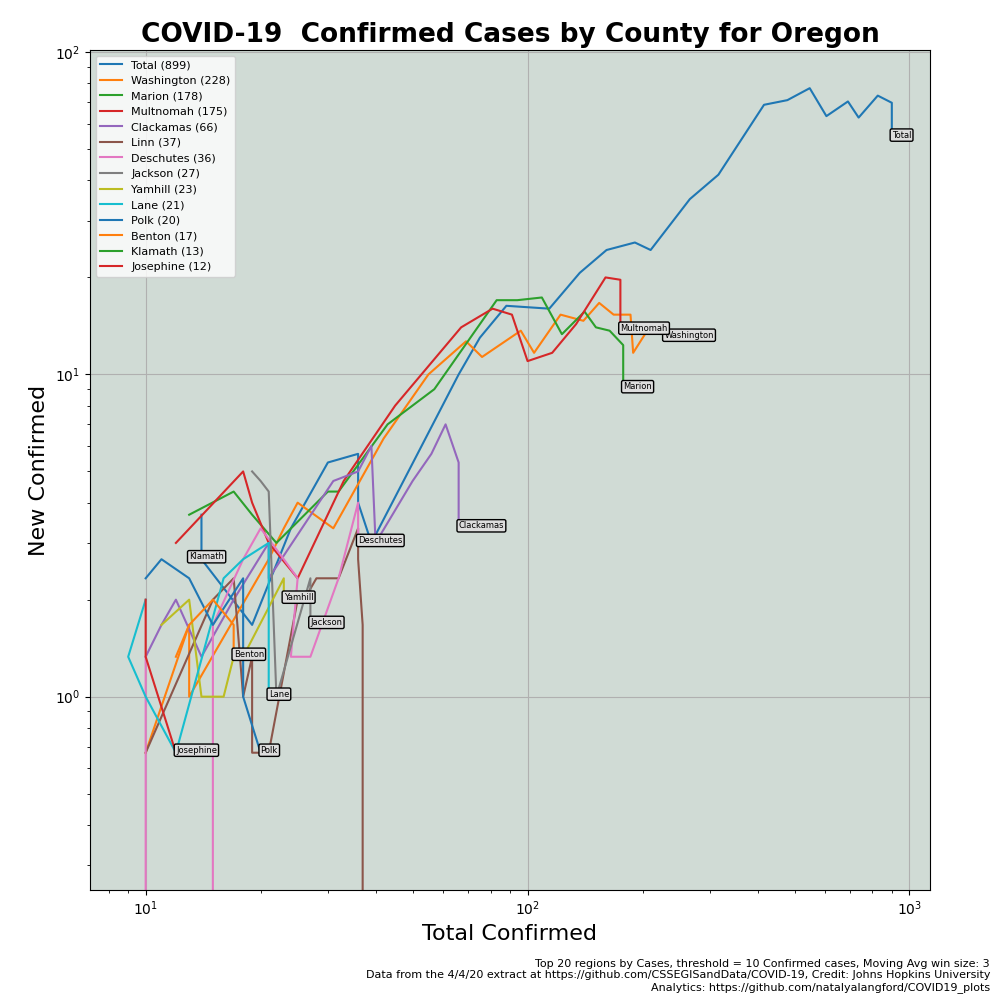 COVID-19  Confirmed Cases by County for Oregon
10²
Total (899)
Washington (228)
Marion (178)
Multnomah (175)
Clackamas (66)
Linn (37)
Deschutes (36)
Jackson (27)
Yamhill (23)
Lane (21)
Polk (20)
Benton (17)
Klamath (13)
Josephine (12)
Total
Multnomah
Washington
10¹
Marion
New Confirmed
Clackamas
Deschutes
Klamath
Yamhill
Jackson
Benton
Lane
10⁰
Josephine
Polk
10¹ 10² 10³
Total Confirmed
Top 20 regions by Cases, threshold = 10 Confirmed cases, Moving Avg win size: 3
Data from the 4/4/20 extract at https://github.com/CSSEGISandData/COVID-19, Credit: Johns Hopkins University
Analytics: https://github.com/natalyalangford/COVID19_plots